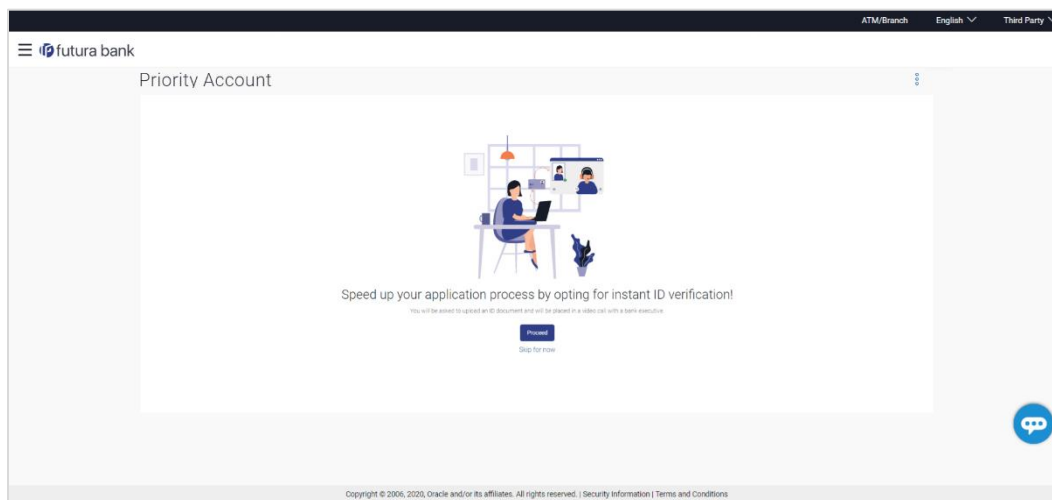 ATM/Branch English Third Party
futura bank
Priority Account
Speed up your application process by opting for instant ID verification!
You will be asked to upload an ID document and will be placed in a video call with a bank executive.
Proceed
Skip for now
Copyright © 2006, 2020, Oracle and/or its affiliates. All rights reserved. | Security Information | Terms and Conditions